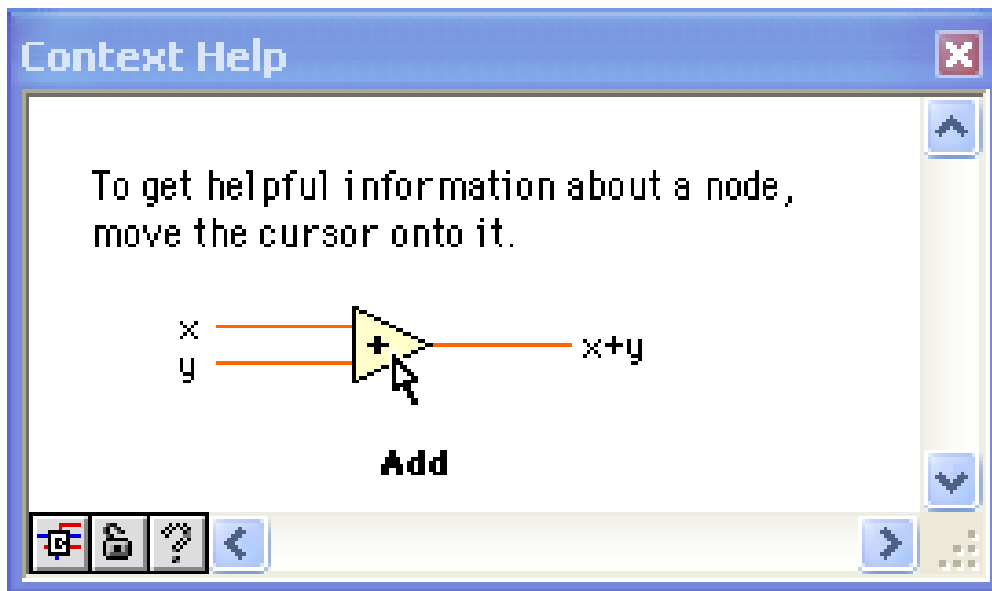 Context Help
To get helpful information about a node,
move the cursor onto it.
x
y
+
x+y
Add
?